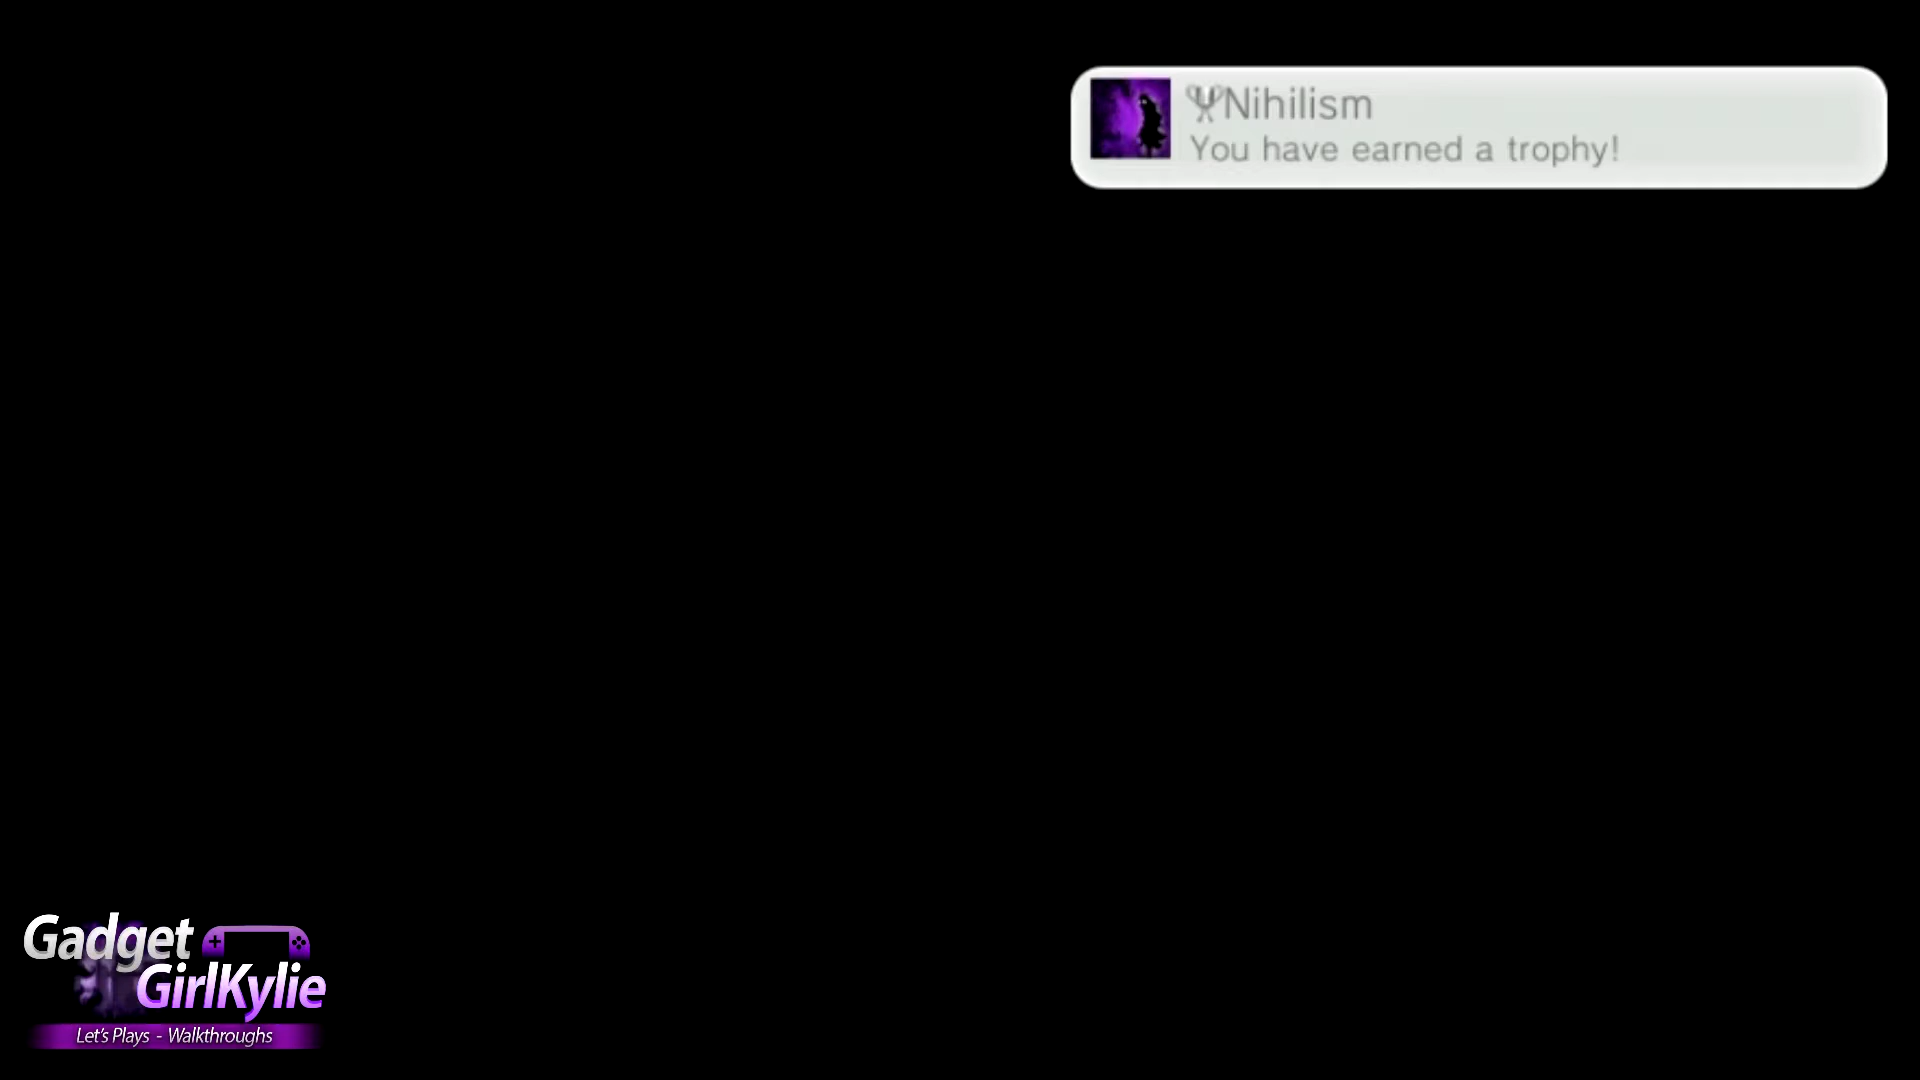 Nihilism
You have earned a trophy!
Gadget
GirlKylie
Let's Plays - Walkthroughs